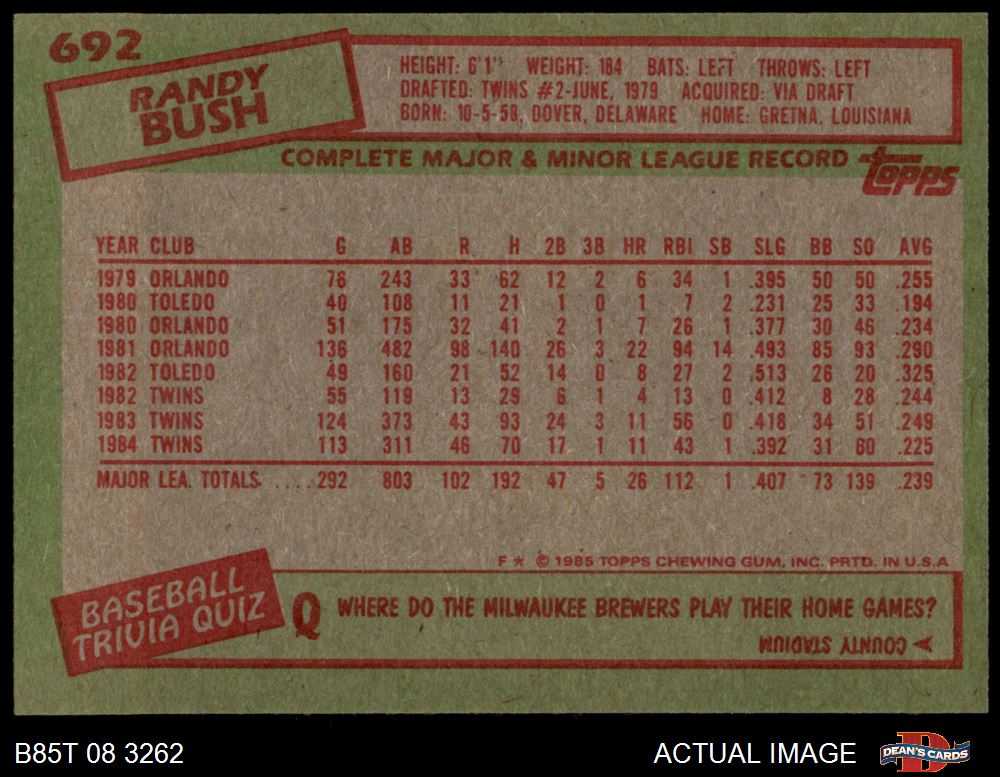 692
RANDY
BUSH
HEIGHT: 6'1" WEIGHT: 184 BATS: LEFT THROWS: LEFT
DRAFTED: TWINS #2-JUNE, 1979 ACQUIRED: VIA DRAFT
BORN: 10-5-58, DOVER, DELAWARE HOME: GRETNA, LOUISIANA
COMPLETE MAJOR & MINOR LEAGUE RECORD
topps
YEAR CLUB G AB R H 2B 3B HR RBI SB SLG BB SO AVG
1979 ORLANDO 76 243 33 62 12 2 6 34 1 .395 50 50 .255
1980 TOLEDO 40 108 11 21 1 0 1 7 2 .231 25 33 .194
1980 ORLANDO 51 175 32 41 2 1 7 26 1 .377 30 46 .234
1981 ORLANDO 136 482 98 140 26 3 22 94 14 .493 85 93 .290
1982 TOLEDO 49 160 21 52 14 0 8 27 2 .513 26 20 .325
1982 TWINS 55 119 13 29 6 1 4 13 0 .412 8 28 .244
1983 TWINS 124 373 43 93 24 3 11 56 0 .418 34 51 .249
1984 TWINS 113 311 46 70 17 1 11 43 1 .392 31 60 .225
MAJOR LEA. TOTALS ....292 803 102 192 47 5 26 112 1 .407 73 139 .239
F* © 1985 TOPPS CHEWING GUM, INC. PRTD. IN U.S.A
BASEBALL
TRIVIA QUIZ
Q WHERE DO THE MILWAUKEE BREWERS PLAY THEIR HOME GAMES?
COUNTY STADIUM
B85T 08 3262
ACTUAL IMAGE
D
DEAN'S CARDS